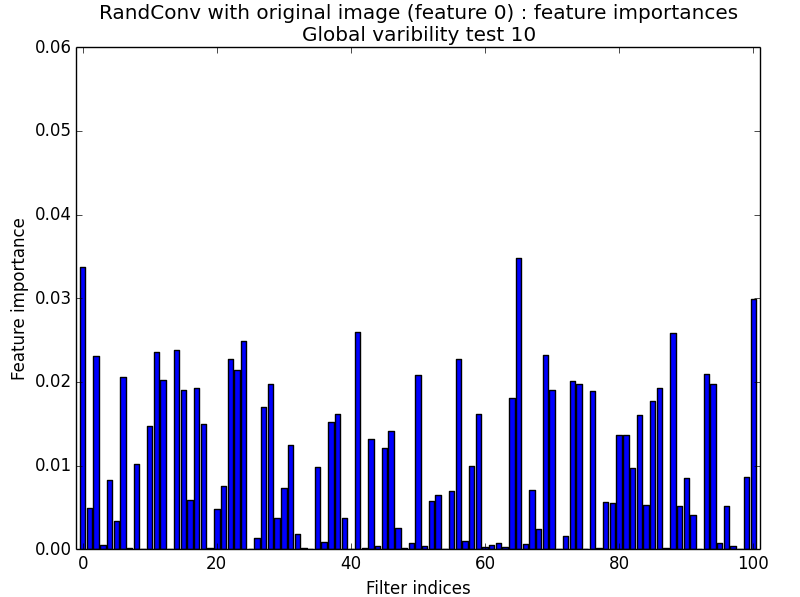 RandConv with original image (feature 0) : feature importances
Global varibility test 10
0.06
0.05
0.04
0.03
0.02
0.01
0.00
Feature importance
0 20 40 60 80 100
Filter indices